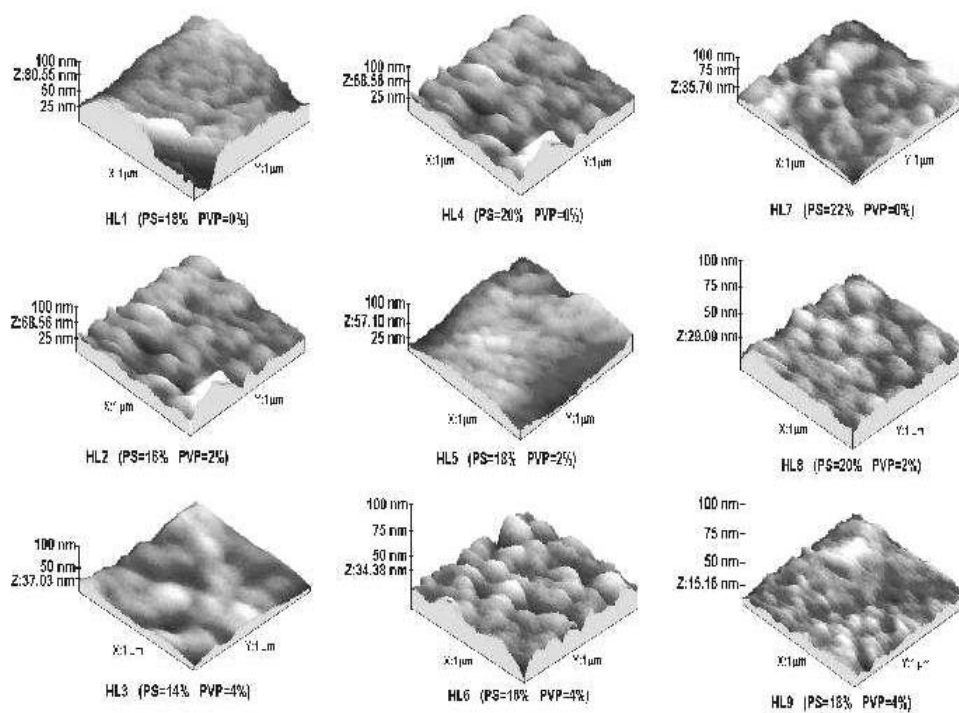 100 nm
Z:80.55 nm
50 nm
25 nm
X:1µm
Y:1µm
HL1 (PS=18% PVP=0%)
100 nm
Z:68.56 nm
25 nm
X:1µm
Y:1µm
HL4 (PS=20% PVP=0%)
100 nm
75 nm
Z:35.70 nm
X:1µm
Y:1µm
HL7 (PS=22% PVP=0%)
100 nm
Z:68.56 nm
25 nm
X:1µm
Y:1µm
HL2 (PS=16% PVP=2%)
100 nm
Z:57.10 nm
25 nm
X:1µm
Y:1µm
HL5 (PS=18% PVP=2%)
100 nm
75 nm
50 nm
Z:29.09 nm
X:1µm
Y:1µm
HL8 (PS=20% PVP=2%)
100 nm
50 nm
Z:37.03 nm
X:1µm
Y:1µm
HL3 (PS=14% PVP=4%)
100 nm
75 nm
50 nm
Z:34.38 nm
X:1µm
Y:1µm
HL6 (PS=16% PVP=4%)
100 nm
75 nm
50 nm
Z:15.16 nm
X:1µm
Y:1µm
HL9 (PS=18% PVP=4%)